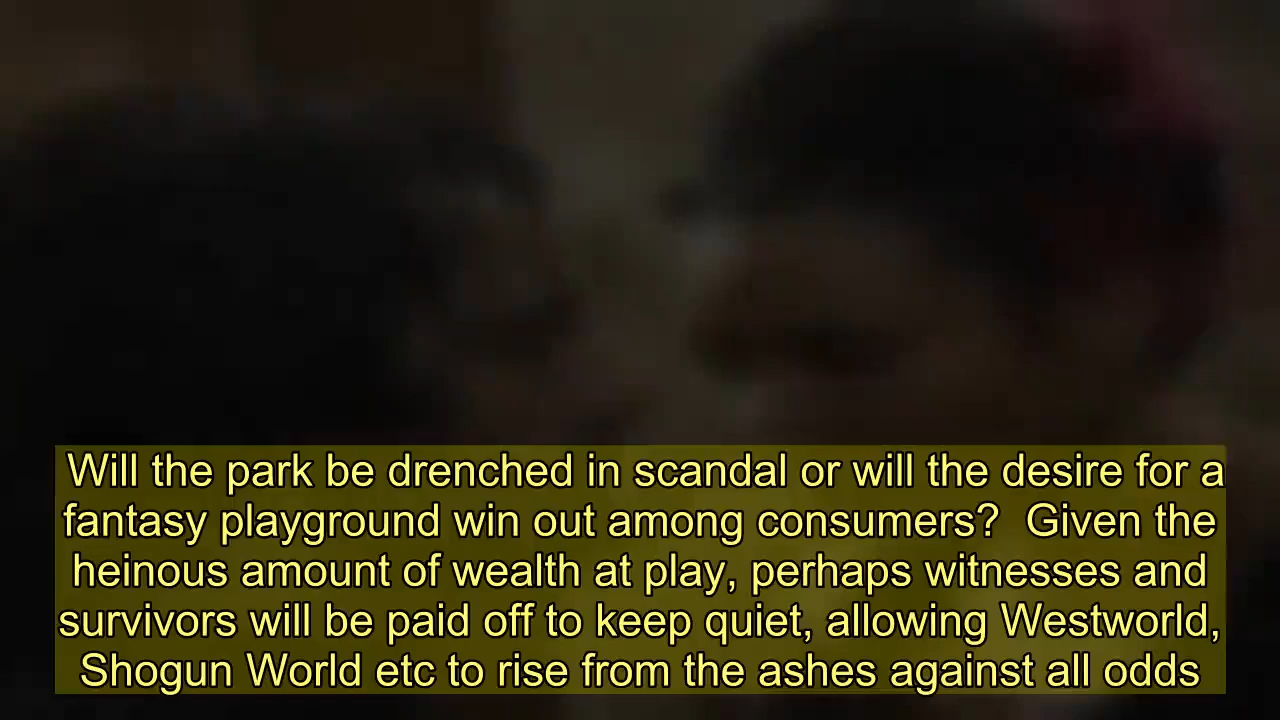 Will the park be drenched in scandal or will the desire for a
fantasy playground win out among consumers?  Given the
heinous amount of wealth at play, perhaps witnesses and
survivors will be paid off to keep quiet, allowing Westworld,
Shogun World etc to rise from the ashes against all odds